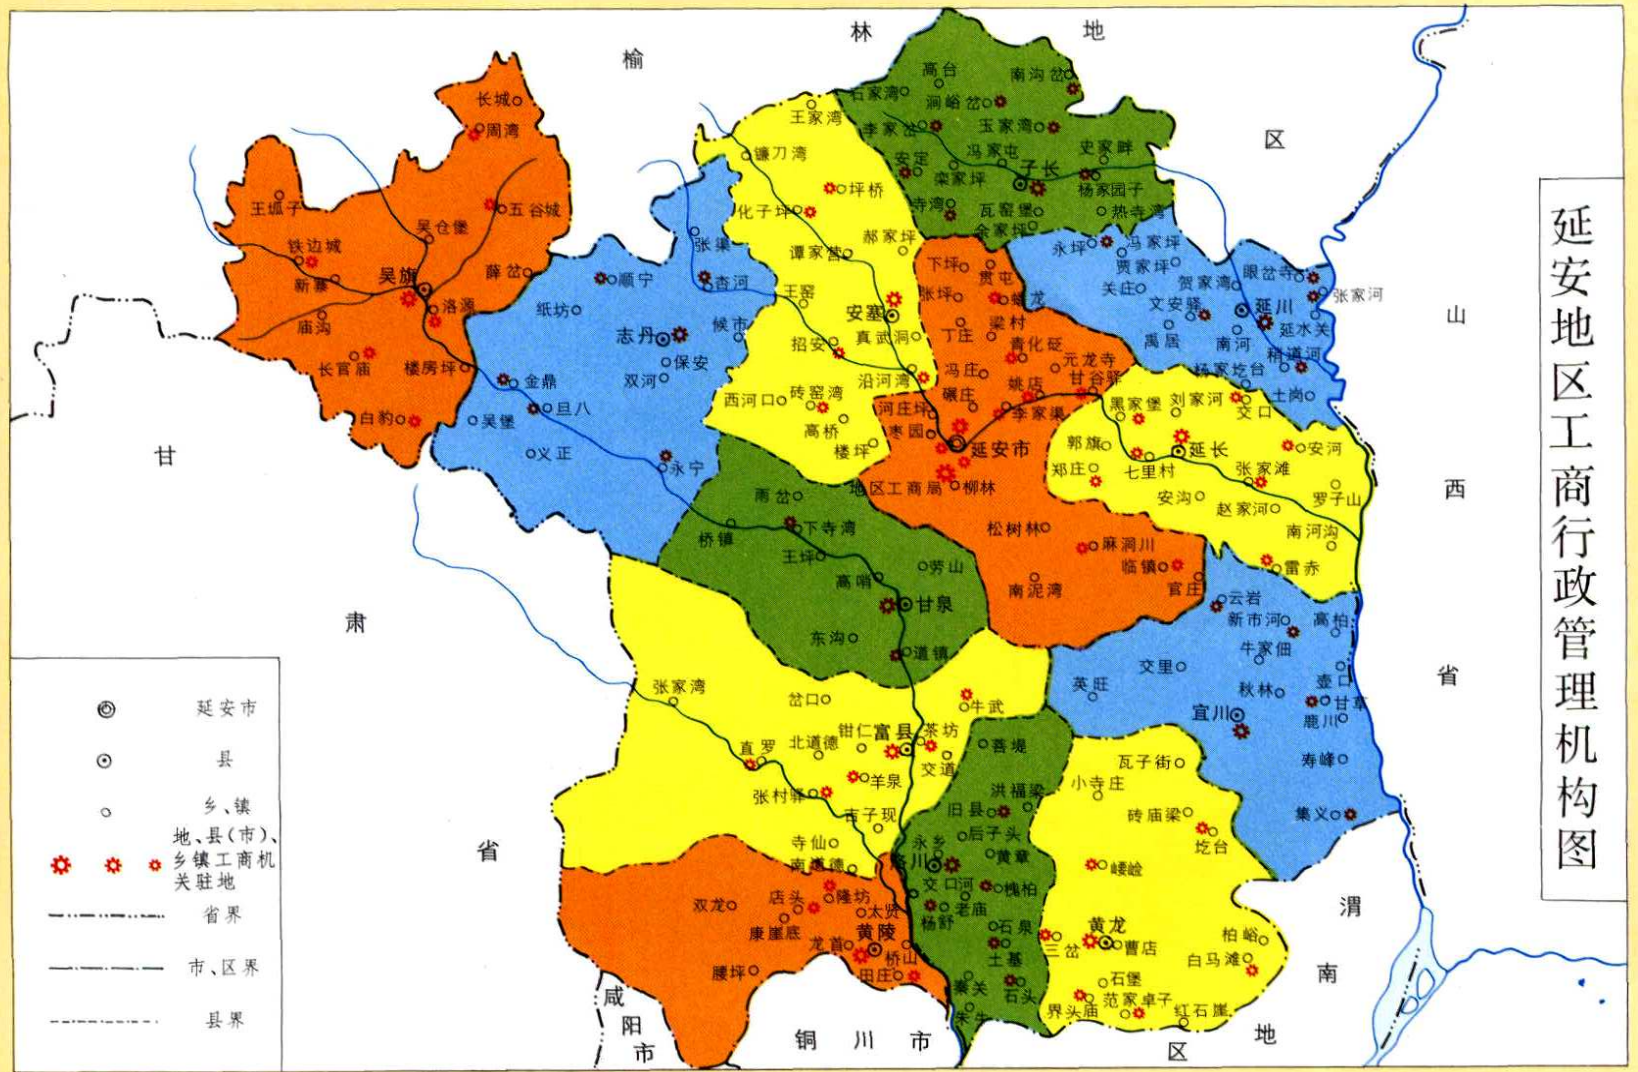 延安地区工商行政管理机构图
榆
林
地
区
山
西
省
渭
南
地
区
甘
肃
省
咸
阳
市
铜川市
延安市
县
乡、镇
地、县(市)、
乡镇工商机
关驻地
省界
市、区界
县界
长城
周湾
王坬子
五谷城
吴仓堡
铁边城
吴旗
薛岔
新寨
洛源
庙沟
长官庙
楼房坪
白豹
张渠
顺宁
杏河
纸坊
候市
志丹
保安
双河
金鼎
旦八
吴堡
义正
永宁
王家湾
镰刀湾
坪桥
化子坪
谭家营
郝家坪
王窑
安塞
真武洞
招安
沿河湾
西河口
砖窑湾
高桥
楼坪
高台
南沟岔
石家湾
涧峪岔
李家岔
玉家湾
安定
冯家屯
史家畔
栾家坪
子长
杨家园子
寺湾
瓦窑堡
热寺湾
余家坪
永坪
冯家坪
贾家坪
关庄
贺家湾
眼岔寺
张家河
文安驿
延川
延水关
禹居
南河
稍道河
杨家圪台
土岗
下坪
贯屯
张坪
蟠龙
丁庄
梁村
青化砭
元龙寺
冯庄
姚店
甘谷驿
碾庄
河庄坪
李家渠
枣园
延安市
地区工商局
柳林
松树林
麻洞川
临镇
南泥湾
官庄
黑家堡
刘家河
交口
郭旗
延长
安河
郑庄
七里村
张家滩
安沟
赵家河
罗子山
南河沟
雷赤
雨岔
桥镇
下寺湾
王坪
高哨
劳山
甘泉
东沟
道镇
云岩
新市河
高柏
牛家佃
交里
英旺
秋林
壶口
甘草
宜川
鹿川
寿峰
集义
张家湾
岔口
牛武
钳仁
富县
茶坊
直罗
北道德
交道
羊泉
张村驿
吉子现
寺仙
南道德
菩堤
洪福梁
旧县
后子头
永乡
黄章
洛川
交口河
槐柏
杨舒
老庙
石泉
土基
秦关
石头
朱牛
双龙
店头
隆坊
太贤
康崖底
龙首
黄陵
桥山
腰坪
田庄
瓦子街
小寺庄
砖庙梁
圪台
崾崄
黄龙
三岔
曹店
柏峪
白马滩
石堡
界头庙
范家卓子
红石崖